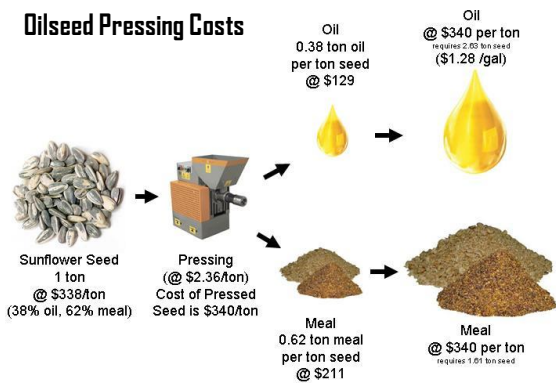 Oilseed Pressing Costs
Sunflower Seed
1 ton
@ $338/ton
(38% oil, 62% meal)
Pressing
(@ $2.36/ton)
Cost of Pressed
Seed is $340/ton
Oil
0.38 ton oil
per ton seed
@ $129
Oil
@ $340 per ton
requires 2.63 ton seed
($1.28 /gal)
Meal
0.62 ton meal
per ton seed
@ $211
Meal
@ $340 per ton
requires 1.61 ton seed